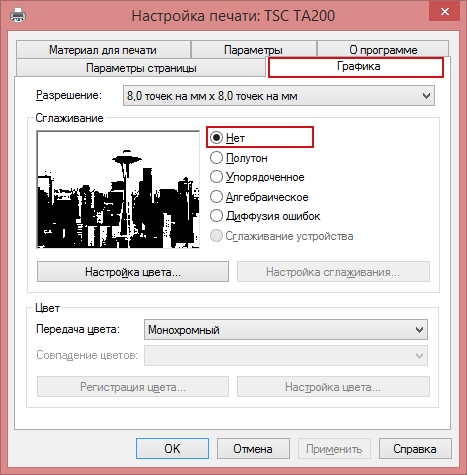 Настройка печати: TSC TA200
Материал для печати Параметры О программе
Параметры страницы Графика
Разрешение: 8,0 точек на мм x 8,0 точек на мм
Сглаживание
Нет
Полутон
Упорядоченное
Алгебраическое
Диффузия ошибок
Сглаживание устройства
Настройка цвета... Настройка сглаживания...
Цвет
Передача цвета: Монохромный
Совпадение цветов:
Регистрация цвета... Настройка цвета...
OK Отмена Применить Справка